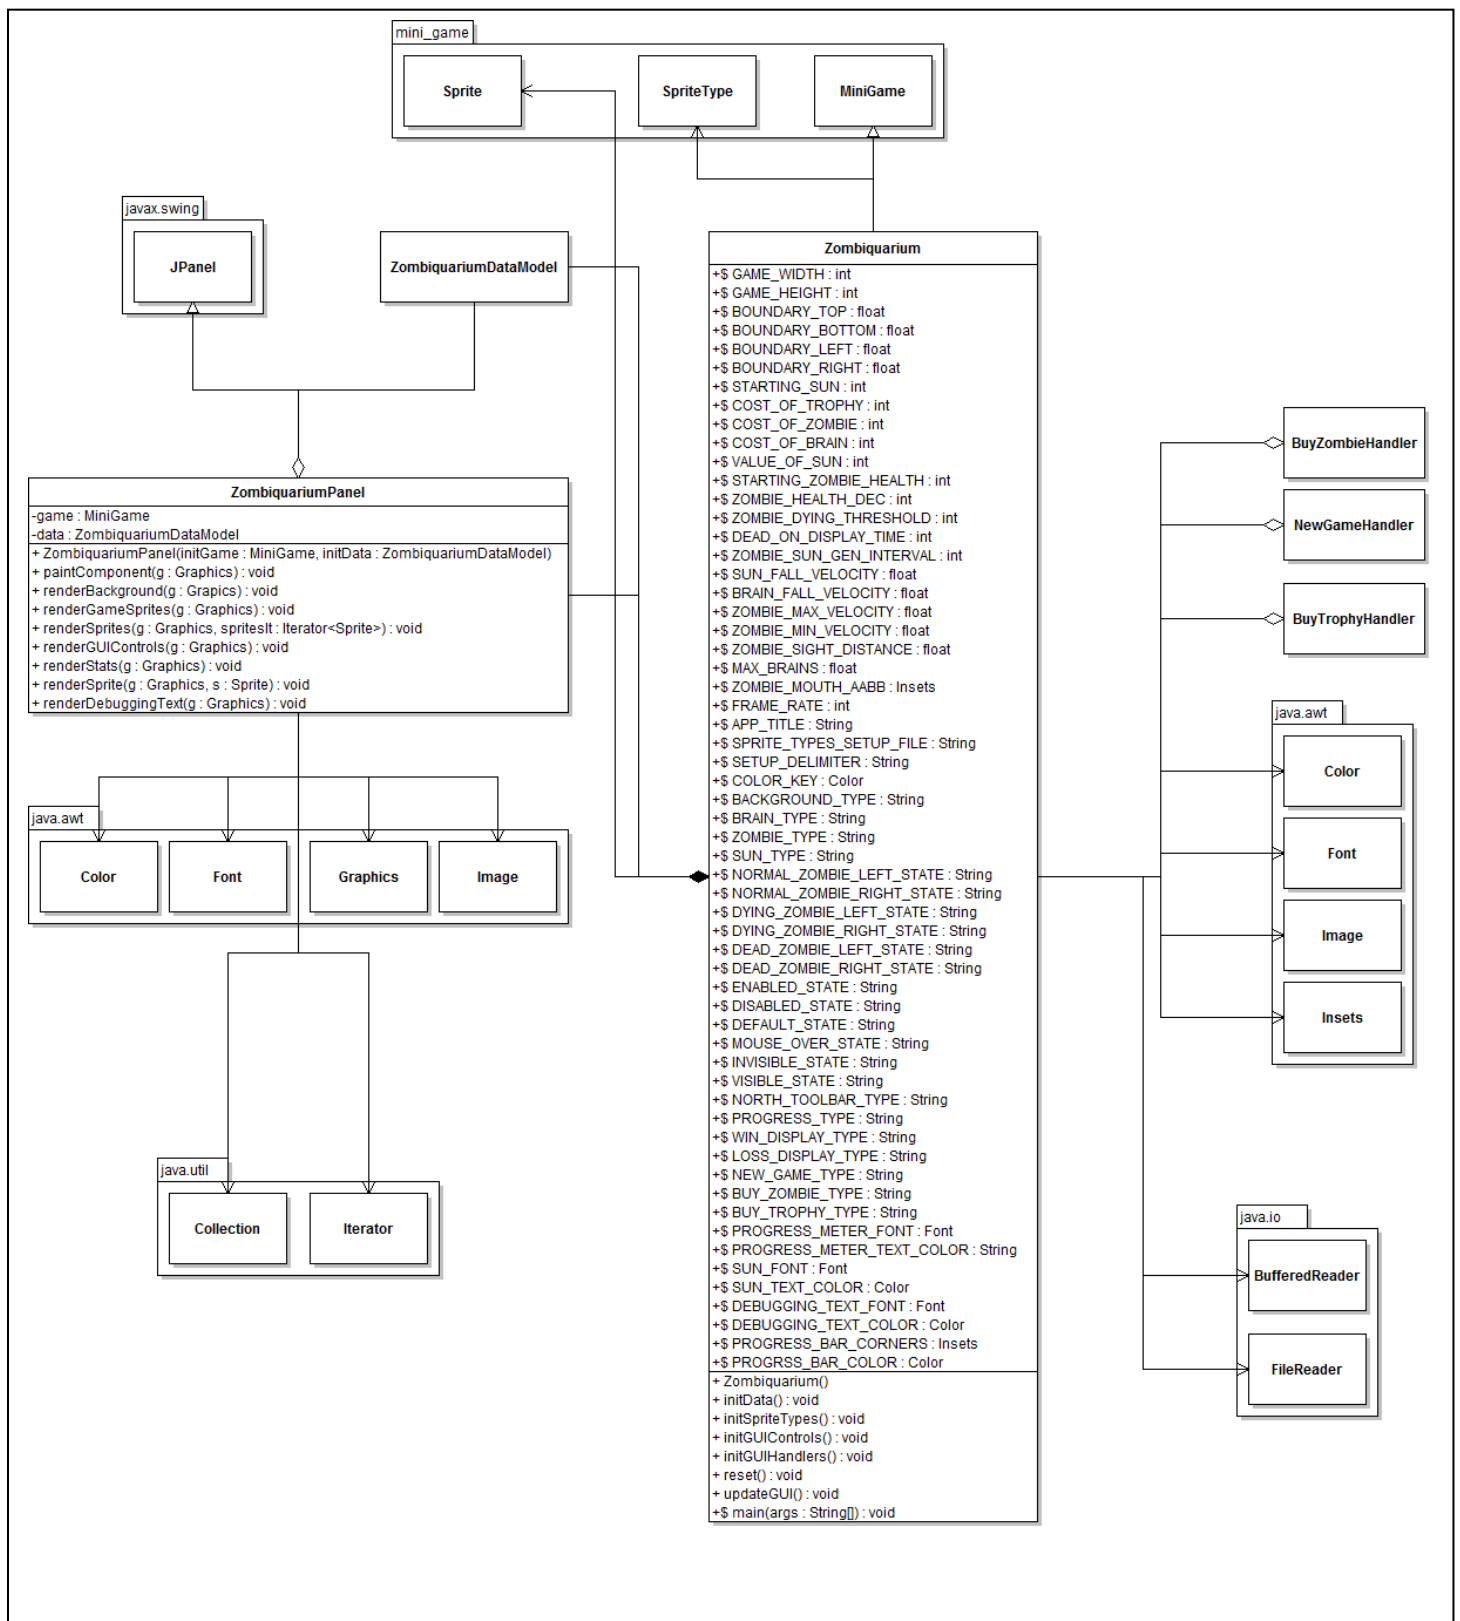 mini_game
Sprite
SpriteType
MiniGame
javax.swing
JPanel
ZombiquariumDataModel
ZombiquariumPanel
-game : MiniGame
-data : ZombiquariumDataModel
+ ZombiquariumPanel(initGame : MiniGame, initData : ZombiquariumDataModel)
+ paintComponent(g : Graphics) : void
+ renderBackground(g : Grapics) : void
+ renderGameSprites(g : Graphics) : void
+ renderSprites(g : Graphics, spritesIt : Iterator<Sprite>) : void
+ renderGUIControls(g : Graphics) : void
+ renderStats(g : Graphics) : void
+ renderSprite(g : Graphics, s : Sprite) : void
+ renderDebuggingText(g : Graphics) : void
java.awt
Color
Font
Graphics
Image
java.util
Collection
Iterator
Zombiquarium
+$ GAME_WIDTH : int
+$ GAME_HEIGHT : int
+$ BOUNDARY_TOP : float
+$ BOUNDARY_BOTTOM : float
+$ BOUNDARY_LEFT : float
+$ BOUNDARY_RIGHT : float
+$ STARTING_SUN : int
+$ COST_OF_TROPHY : int
+$ COST_OF_ZOMBIE : int
+$ COST_OF_BRAIN : int
+$ VALUE_OF_SUN : int
+$ STARTING_ZOMBIE_HEALTH : int
+$ ZOMBIE_HEALTH_DEC : int
+$ ZOMBIE_DYING_THRESHOLD : int
+$ DEAD_ON_DISPLAY_TIME : int
+$ ZOMBIE_SUN_GEN_INTERVAL : int
+$ SUN_FALL_VELOCITY : float
+$ BRAIN_FALL_VELOCITY : float
+$ ZOMBIE_MAX_VELOCITY : float
+$ ZOMBIE_MIN_VELOCITY : float
+$ ZOMBIE_SIGHT_DISTANCE : float
+$ MAX_BRAINS : float
+$ ZOMBIE_MOUTH_AABB : Insets
+$ FRAME_RATE : int
+$ APP_TITLE : String
+$ SPRITE_TYPES_SETUP_FILE : String
+$ SETUP_DELIMITER : String
+$ COLOR_KEY : Color
+$ BACKGROUND_TYPE : String
+$ BRAIN_TYPE : String
+$ ZOMBIE_TYPE : String
+$ SUN_TYPE : String
+$ NORMAL_ZOMBIE_LEFT_STATE : String
+$ NORMAL_ZOMBIE_RIGHT_STATE : String
+$ DYING_ZOMBIE_LEFT_STATE : String
+$ DYING_ZOMBIE_RIGHT_STATE : String
+$ DEAD_ZOMBIE_LEFT_STATE : String
+$ DEAD_ZOMBIE_RIGHT_STATE : String
+$ ENABLED_STATE : String
+$ DISABLED_STATE : String
+$ DEFAULT_STATE : String
+$ MOUSE_OVER_STATE : String
+$ INVISIBLE_STATE : String
+$ VISIBLE_STATE : String
+$ NORTH_TOOLBAR_TYPE : String
+$ PROGRESS_TYPE : String
+$ WIN_DISPLAY_TYPE : String
+$ LOSS_DISPLAY_TYPE : String
+$ NEW_GAME_TYPE : String
+$ BUY_ZOMBIE_TYPE : String
+$ BUY_TROPHY_TYPE : String
+$ PROGRESS_METER_FONT : Font
+$ PROGRESS_METER_TEXT_COLOR : String
+$ SUN_FONT : Font
+$ SUN_TEXT_COLOR : Color
+$ DEBUGGING_TEXT_FONT : Font
+$ DEBUGGING_TEXT_COLOR : Color
+$ PROGRESS_BAR_CORNERS : Insets
+$ PROGRSS_BAR_COLOR : Color
+ Zombiquarium()
+ initData() : void
+ initSpriteTypes() : void
+ initGUIControls() : void
+ initGUIHandlers() : void
+ reset() : void
+ updateGUI() : void
+$ main(args : String[]) : void
BuyZombieHandler
NewGameHandler
BuyTrophyHandler
java.awt
Color
Font
Image
Insets
java.io
BufferedReader
FileReader